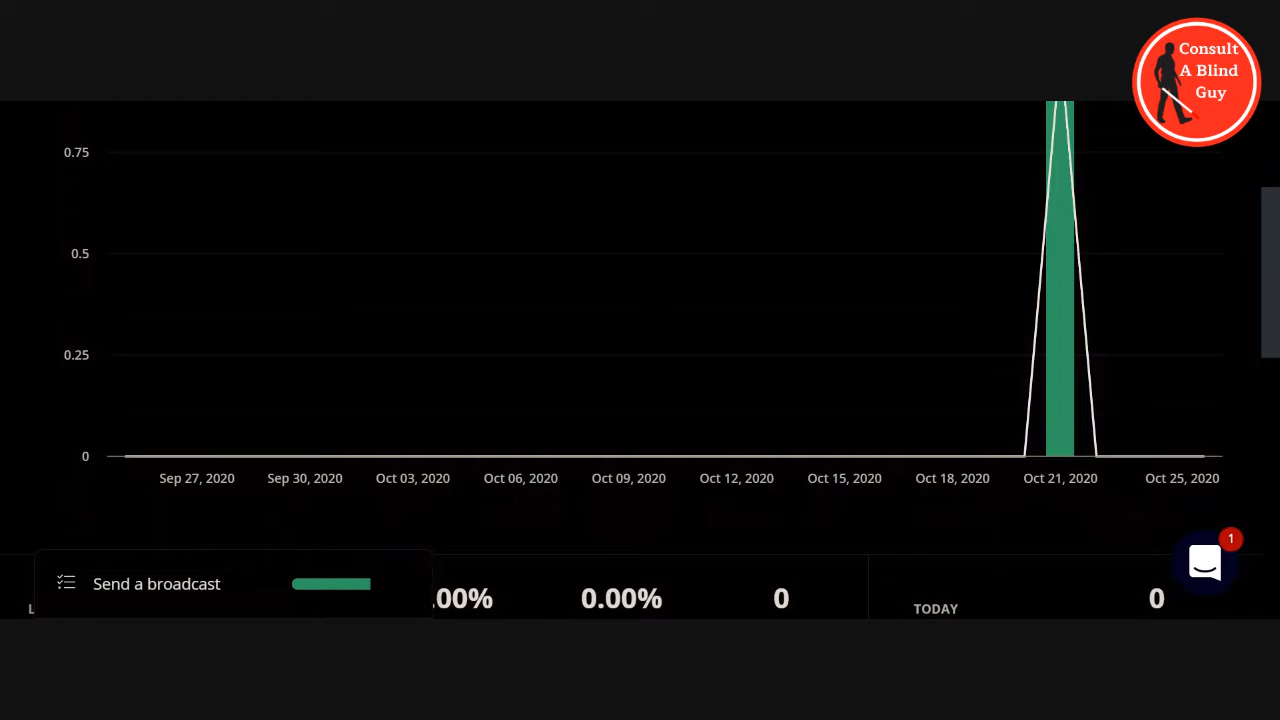 Consult
A Blind
Guy
0.75
0.5
0.25
0
Sep 27, 2020
Sep 30, 2020
Oct 03, 2020
Oct 06, 2020
Oct 09, 2020
Oct 12, 2020
Oct 15, 2020
Oct 18, 2020
Oct 21, 2020
Oct 25, 2020
1
Send a broadcast
.00%
0.00%
0
TODAY
0